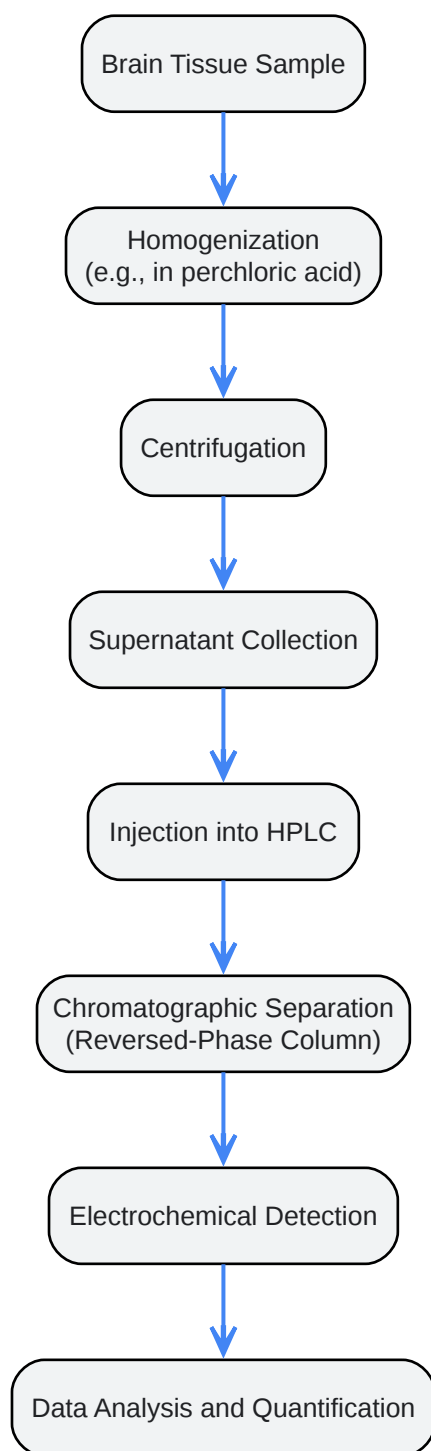 Brain Tissue Sample
Homogenization
(e.g., in perchloric acid)
Centrifugation
Supernatant Collection
Injection into HPLC
Chromatographic Separation
(Reversed-Phase Column)
Electrochemical Detection
Data Analysis and Quantification